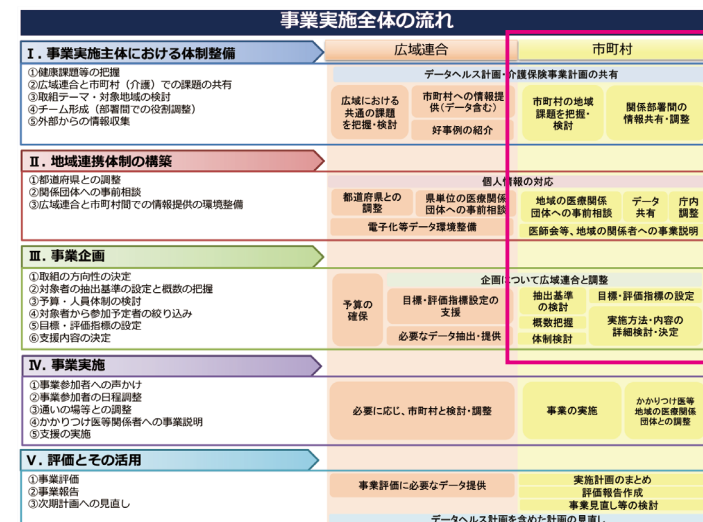 事業実施全体の流れ
広域連合
市町村
Ⅰ．事業実施主体における体制整備
①健康課題等の把握
②広域連合と市町村（介護）での課題の共有
③取組テーマ・対象地域の検討
④チーム形成（部署間での役割調整）
⑤外部からの情報収集
データヘルス計画・介護保険事業計画の共有
広域における
共通の課題
を把握・検討
市町村への情報提
供（データ含む）
好事例の紹介
市町村の地域
課題を把握・
検討
関係部署間の
情報共有・調整
Ⅱ．地域連携体制の構築
①都道府県との調整
②関係団体への事前相談
③広域連合と市町村間での情報提供の環境整備
個人情報の対応
都道府県との
調整
県単位の医療関係
団体への事前相談
電子化等データ環境整備
地域の医療関係
団体への事前相談
データ
共有
庁内
調整
医師会等、地域の関係者への事業説明
Ⅲ．事業企画
①取組の方向性の決定
②対象者の抽出基準の設定と概数の把握
③予算・人員体制の検討
④対象者から参加予定者の絞り込み
⑤目標・評価指標の設定
⑥支援内容の決定
企画について広域連合と調整
予算の
確保
目標・評価指標設定の
支援
必要なデータ抽出・提供
抽出基準
の検討
概数把握
体制検討
目標・評価指標の設定
実施方法・内容の
詳細検討・決定
Ⅳ．事業実施
①事業参加者への声かけ
②事業参加者の日程調整
③通いの場等との調整
④かかりつけ医等関係者への事業説明
⑤支援の実施
必要に応じ、市町村と検討・調整
事業の実施
かかりつけ医等
地域の医療関係
団体との調整
Ⅴ．評価とその活用
①事業評価
②事業報告
③次期計画への見直し
事業評価に必要なデータ提供
実施計画のまとめ
評価報告作成
事業見直し等の検討
データヘルス計画を含めた計画の見直し